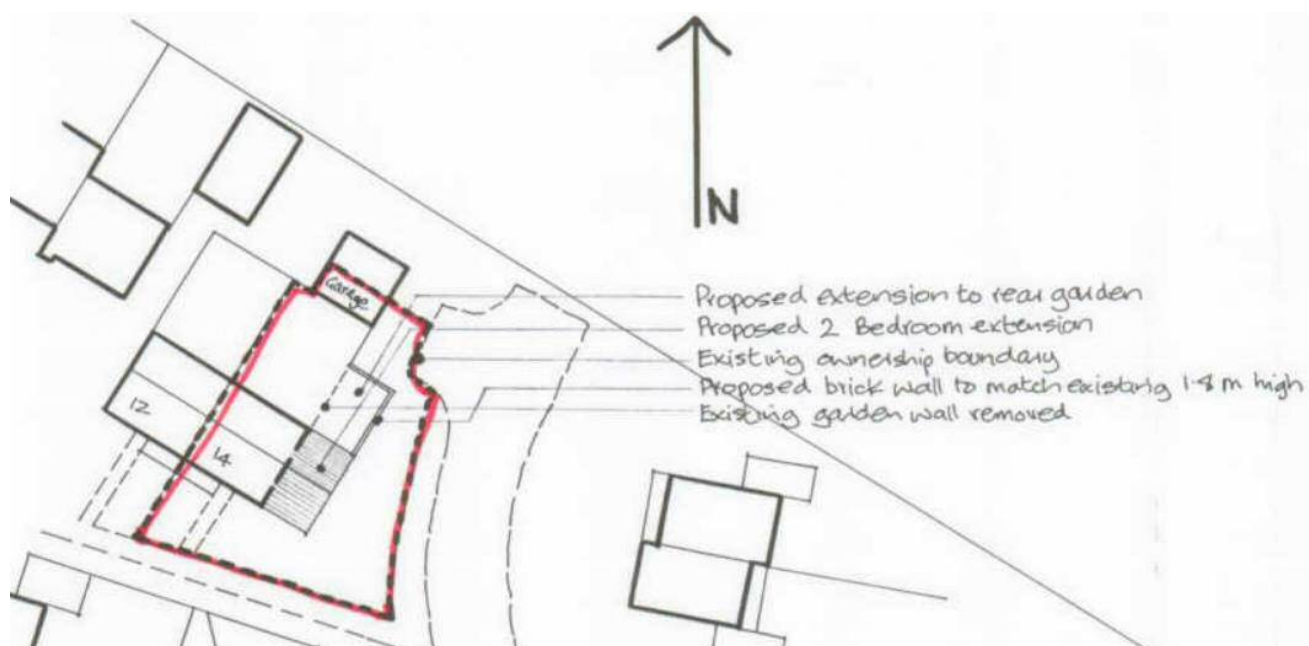 N
Proposed extension to rear garden
Proposed 2 Bedroom extension
Existing ownership boundary
Proposed brick wall to match existing 1.8 m high
Existing garden wall removed
Garage
12
14